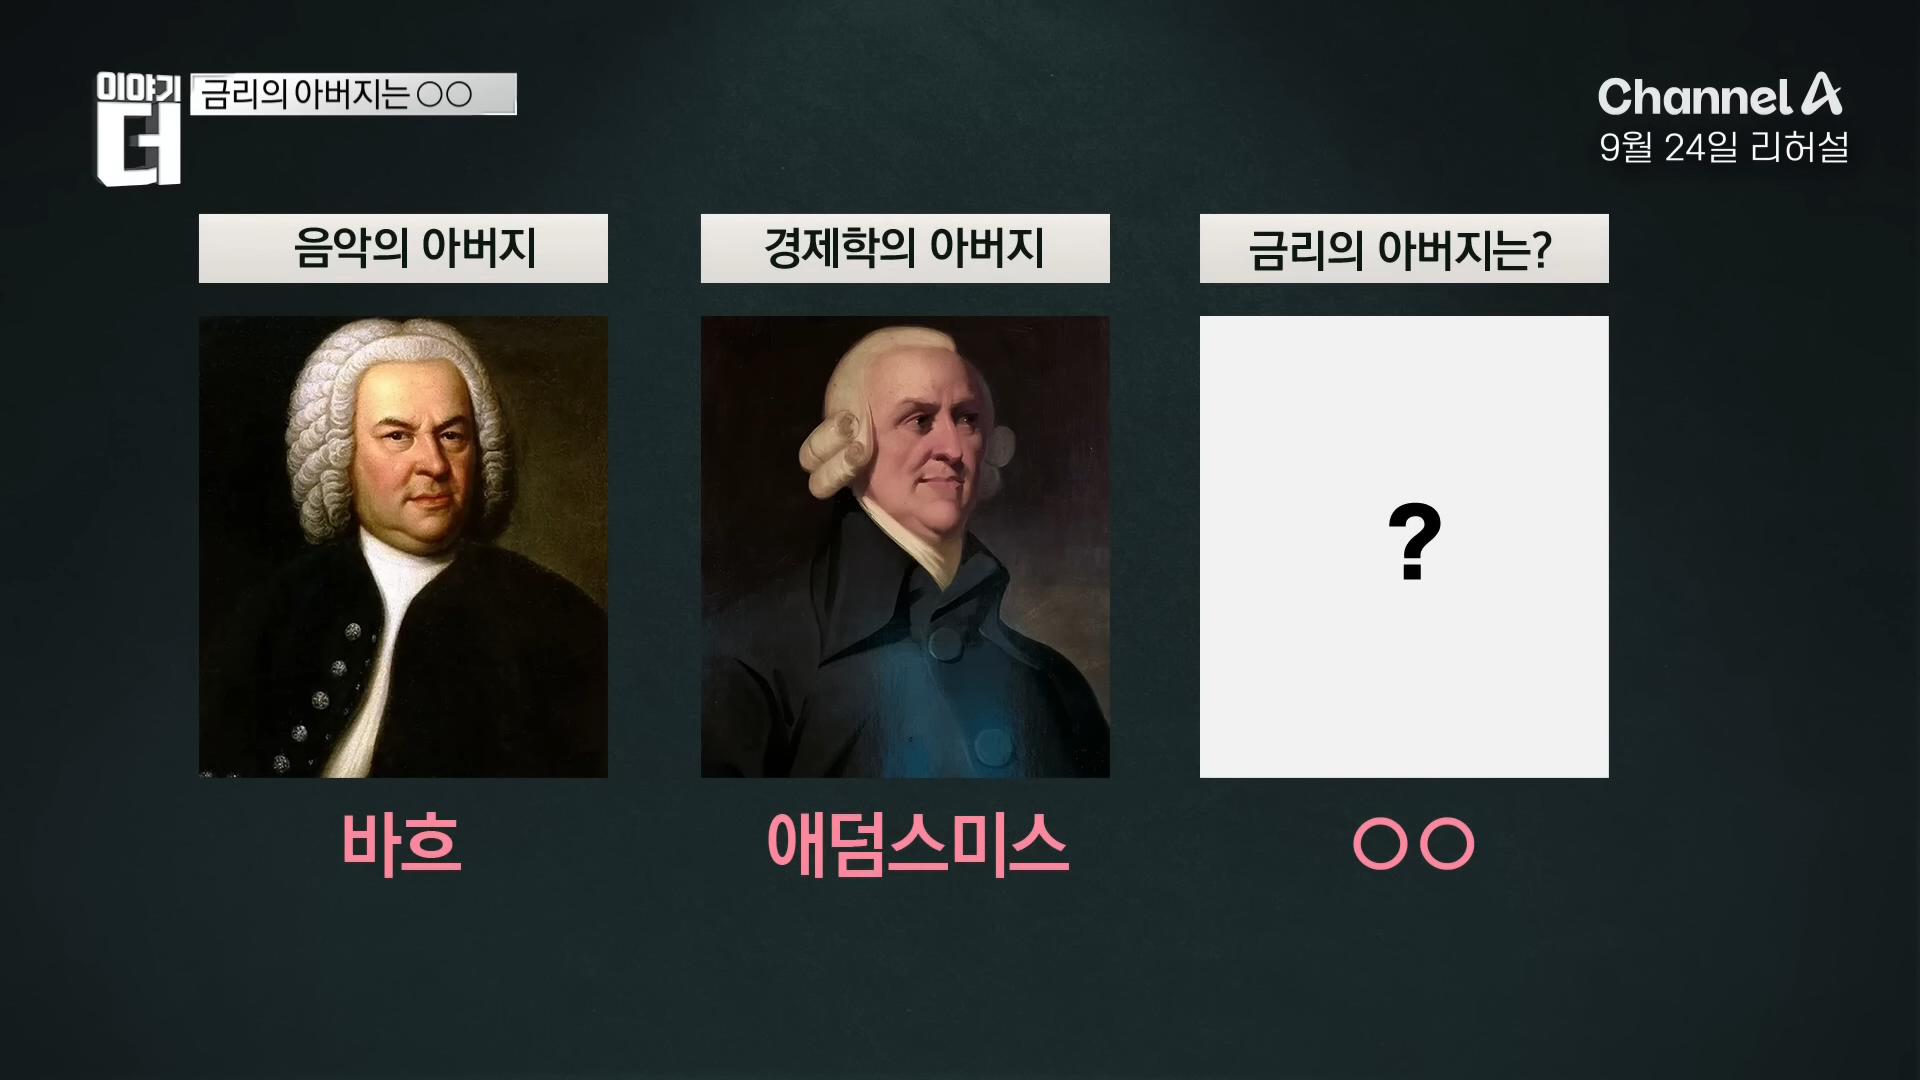 이야기
더
금리의 아버지는 ○○
Channel A
9월 24일 리허설
음악의 아버지
경제학의 아버지
금리의 아버지는?
?
바흐
애덤스미스
○○